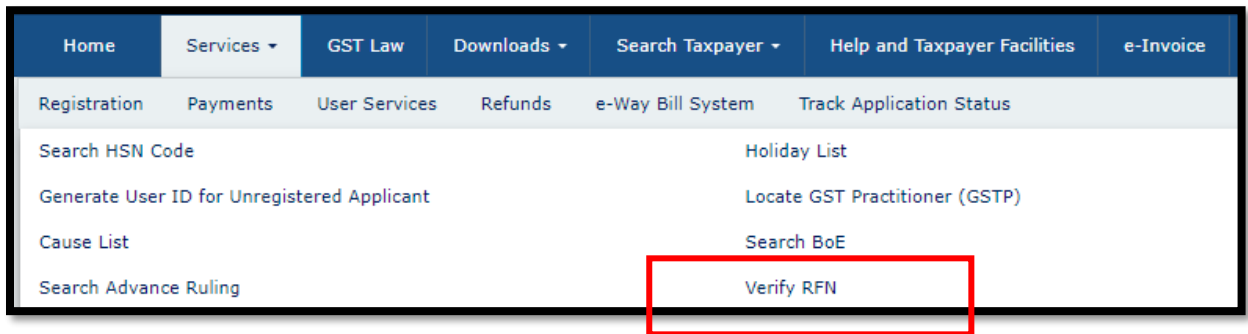 Home Services GST Law Downloads Search Taxpayer Help and Taxpayer Facilities e-Invoice
Registration Payments User Services Refunds e-Way Bill System Track Application Status
Search HSN Code Holiday List
Generate User ID for Unregistered Applicant Locate GST Practitioner (GSTP)
Cause List Search BoE
Search Advance Ruling Verify RFN